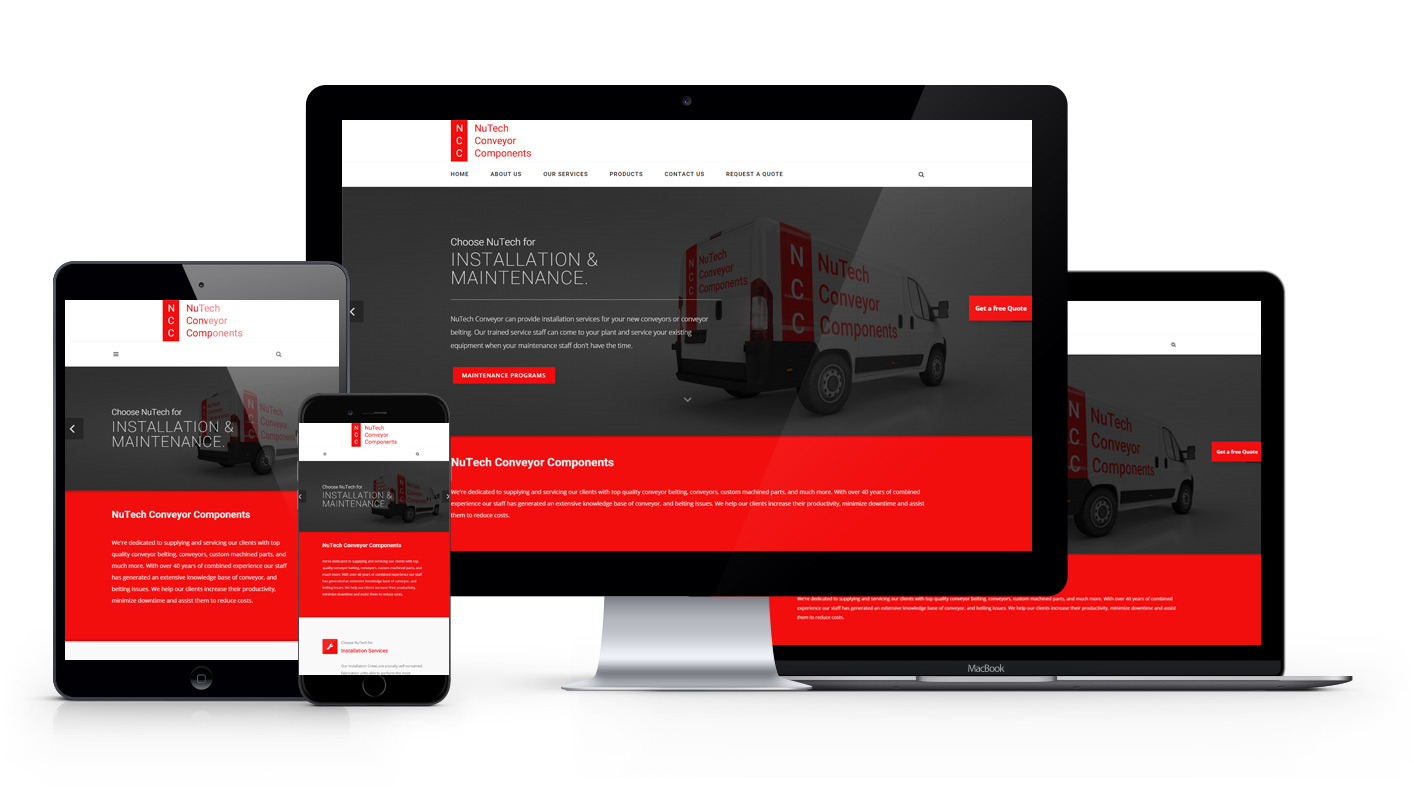 N NuTech
C Conveyor
C Components
HOME ABOUT US OUR SERVICES PRODUCTS CONTACT US REQUEST A QUOTE
Choose NuTech for
INSTALLATION &
MAINTENANCE.
NuTech Conveyor can provide installation services for your new conveyors or conveyor
belting. Our trained service staff can come to your plant and service your existing
equipment when your maintenance staff don't have the time.
MAINTENANCE PROGRAMS
N NuTech
C Conveyor
C Components
N NuTech
C Conveyor
C Components
Get a free Quote
NuTech Conveyor Components
We're dedicated to supplying and servicing our clients with top quality conveyor belting, conveyors, custom machined parts, and much more. With over 40 years of combined
experience our staff has generated an extensive knowledge base of conveyor, and belting issues. We help our clients increase their productivity, minimize downtime and assist
them to reduce costs.
N NuTech
C Conveyor
C Components
Choose NuTech for
INSTALLATION &
MAINTENANCE.
NuTech Conveyor Components
We're dedicated to supplying and servicing our clients with top
quality conveyor belting, conveyors, custom machined parts, and
much more. With over 40 years of combined experience our staff
has generated an extensive knowledge base of conveyor, and
belting issues. We help our clients increase their productivity,
minimize downtime and assist them to reduce costs.
N NuTech
C Conveyor
C Components
Choose NuTech for
INSTALLATION &
MAINTENANCE.
NuTech Conveyor Components
We're dedicated to supplying and servicing our clients with top
quality conveyor belting, conveyors, custom machined parts, and
much more. With over 40 years of combined experience our staff
has generated an extensive knowledge base of conveyor, and
belting issues. We help our clients increase their productivity,
minimize downtime and assist them to reduce costs.
Choose NuTech for
Installation Services
Our Installation Crews are a totally self contained
fabrication units able to perform the most
N NuTech
C Conveyor
C Components
Get a free Quote
We're dedicated to supplying and servicing our clients with top quality conveyor belting, conveyors, custom machined parts, and much more. With over 40 years of combined
experience our staff has generated an extensive knowledge base of conveyor, and belting issues. We help our clients increase their productivity, minimize downtime and assist
them to reduce costs.
MacBook